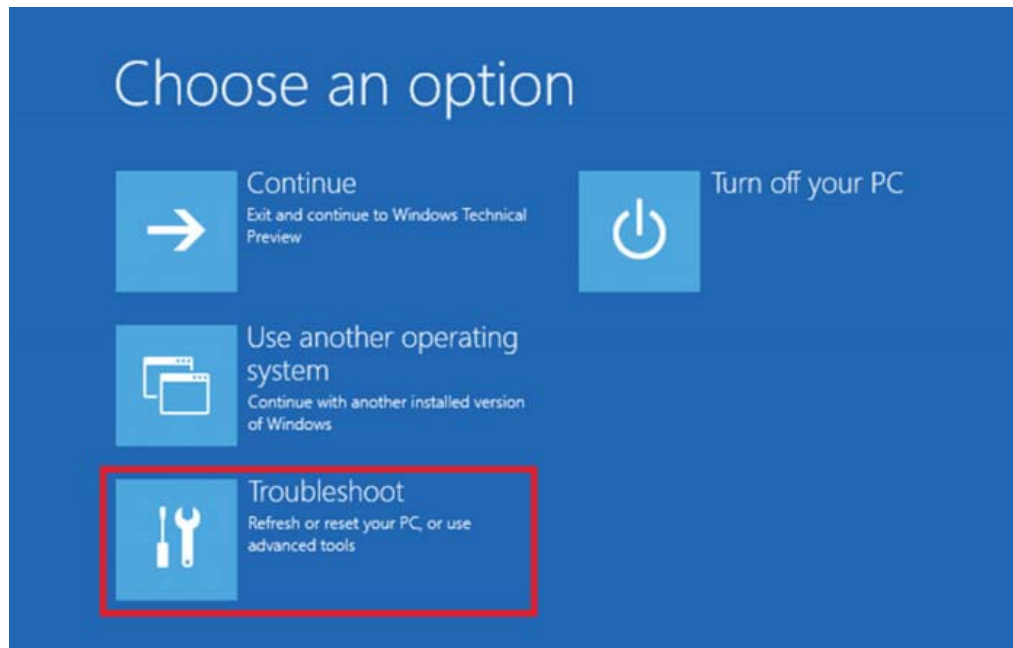 Choose an option
Continue
Exit and continue to Windows Technical
Preview
Turn off your PC
Use another operating
system
Continue with another installed version
of Windows
Troubleshoot
Refresh or reset your PC, or use
advanced tools